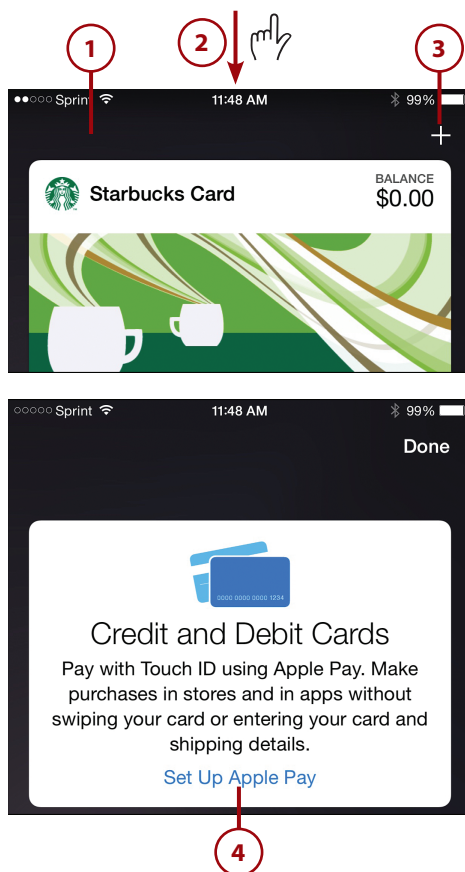 1
2
3
Sprint 11:48 AM 99%
+
Starbucks Card
BALANCE
$0.00
Sprint 11:48 AM 99%
Done
0000 0000 0000 1234
Credit and Debit Cards
Pay with Touch ID using Apple Pay. Make
purchases in stores and in apps without
swiping your card or entering your card and
shipping details.
Set Up Apple Pay
4